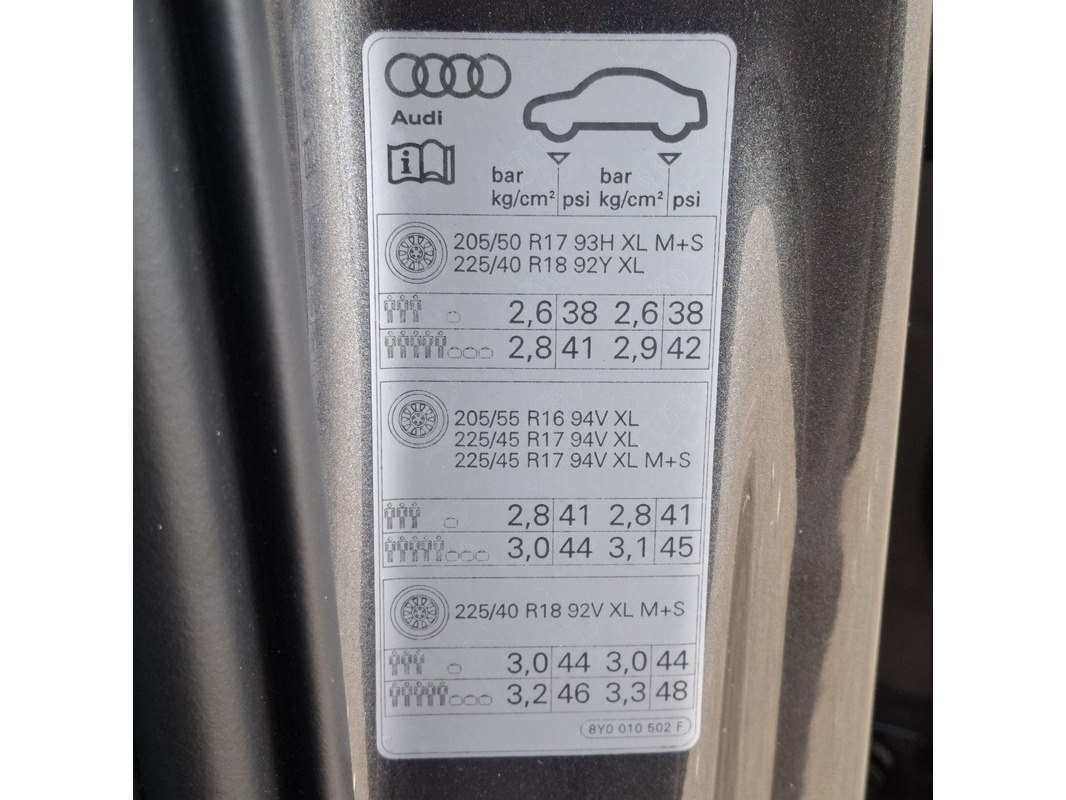 Audi
i
bar bar
kg/cm² psi kg/cm² psi
205/50 R17 93H XL M+S
225/40 R18 92Y XL
2,6 38 2,6 38
2,8 41 2,9 42
205/55 R16 94V XL
225/45 R17 94V XL
225/45 R17 94V XL M+S
2,8 41 2,8 41
3,0 44 3,1 45
225/40 R18 92V XL M+S
3,0 44 3,0 44
3,2 46 3,3 48
8Y0 010 502 F